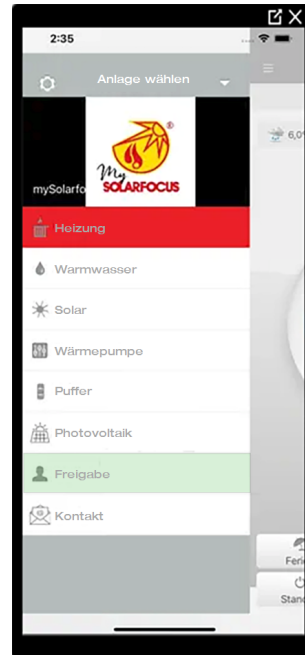 2:35
Anlage wählen
6,0°
My
SOLARFOCUS
®
mySolarfo
Heizung
Warmwasser
Solar
Wärmepumpe
Puffer
Photovoltaik
Freigabe
Kontakt
Feri
Stand